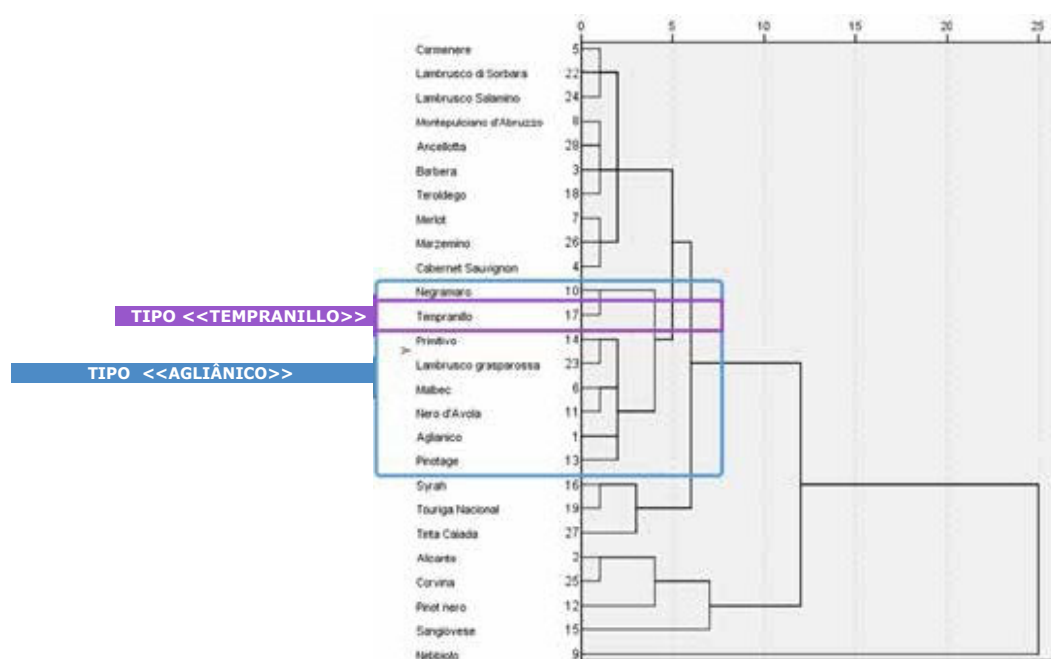 0 5 10 15 20 25
Carmenere 5
Lambrusco di Sorbara 22
Lambrusco Salamino 24
Montepulciano d'Abruzzo 8
Ancellotta 28
Barbera 3
Teroldego 18
Merlot 7
Marzemino 26
Cabernet Sauvignon 4
Negramaro 10
TIPO <<TEMPRANILLO>> Tempranillo 17
Primitivo 14
Lambrusco grasparossa 23
TIPO <<AGLIÂNICO>>
Malbec 6
Nero d'Avola 11
Aglianico 1
Pinotage 13
Syrah 16
Touriga Nacional 19
Tinta Caiada 27
Alicante 2
Corvina 25
Pinot nero 12
Sangiovese 15
Nebbiolo 9